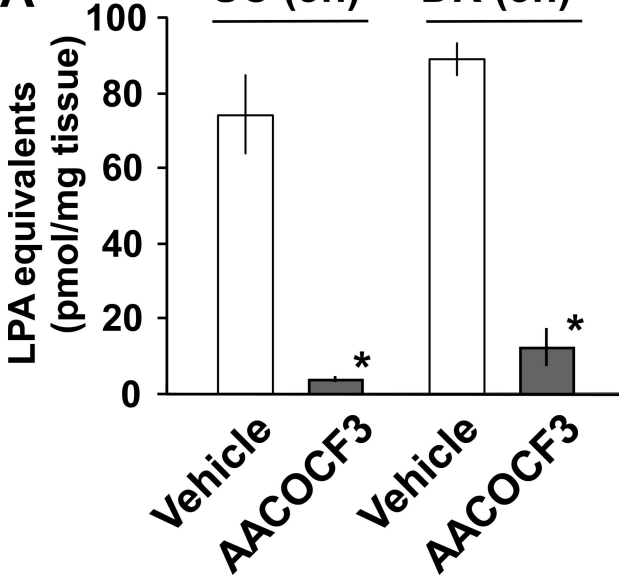 100
80
60
40
20
0
LPA equivalents
(pmol/mg tissue)
*
*
Vehicle
AACOCF3
Vehicle
AACOCF3